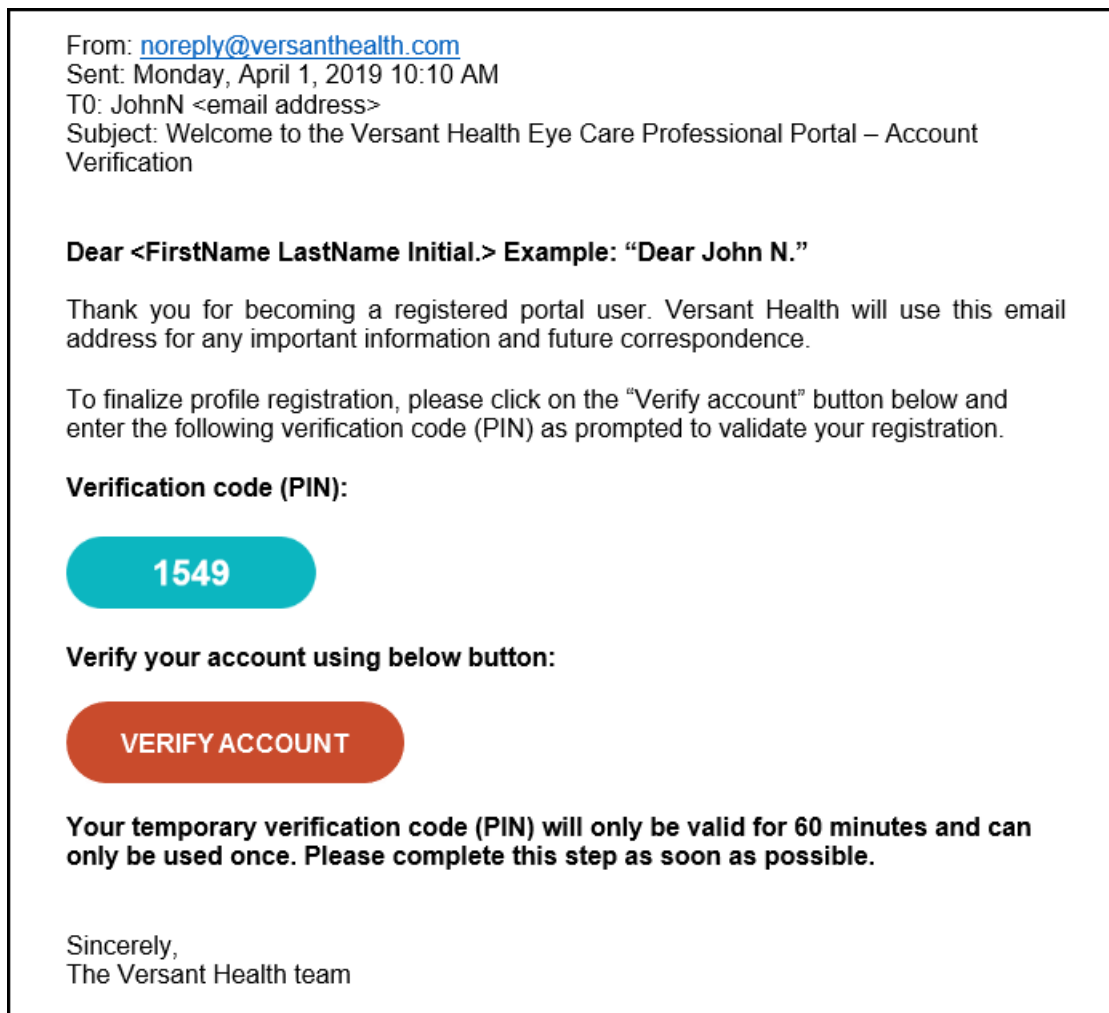 From: noreply@versanthealth.com
Sent: Monday, April 1, 2019 10:10 AM
T0: JohnN <email address>
Subject: Welcome to the Versant Health Eye Care Professional Portal – Account
Verification
Dear <FirstName LastName Initial.> Example: “Dear John N.”
Thank you for becoming a registered portal user. Versant Health will use this email
address for any important information and future correspondence.
To finalize profile registration, please click on the “Verify account” button below and
enter the following verification code (PIN) as prompted to validate your registration.
Verification code (PIN):
1549
Verify your account using below button:
VERIFY ACCOUNT
Your temporary verification code (PIN) will only be valid for 60 minutes and can
only be used once. Please complete this step as soon as possible.
Sincerely,
The Versant Health team